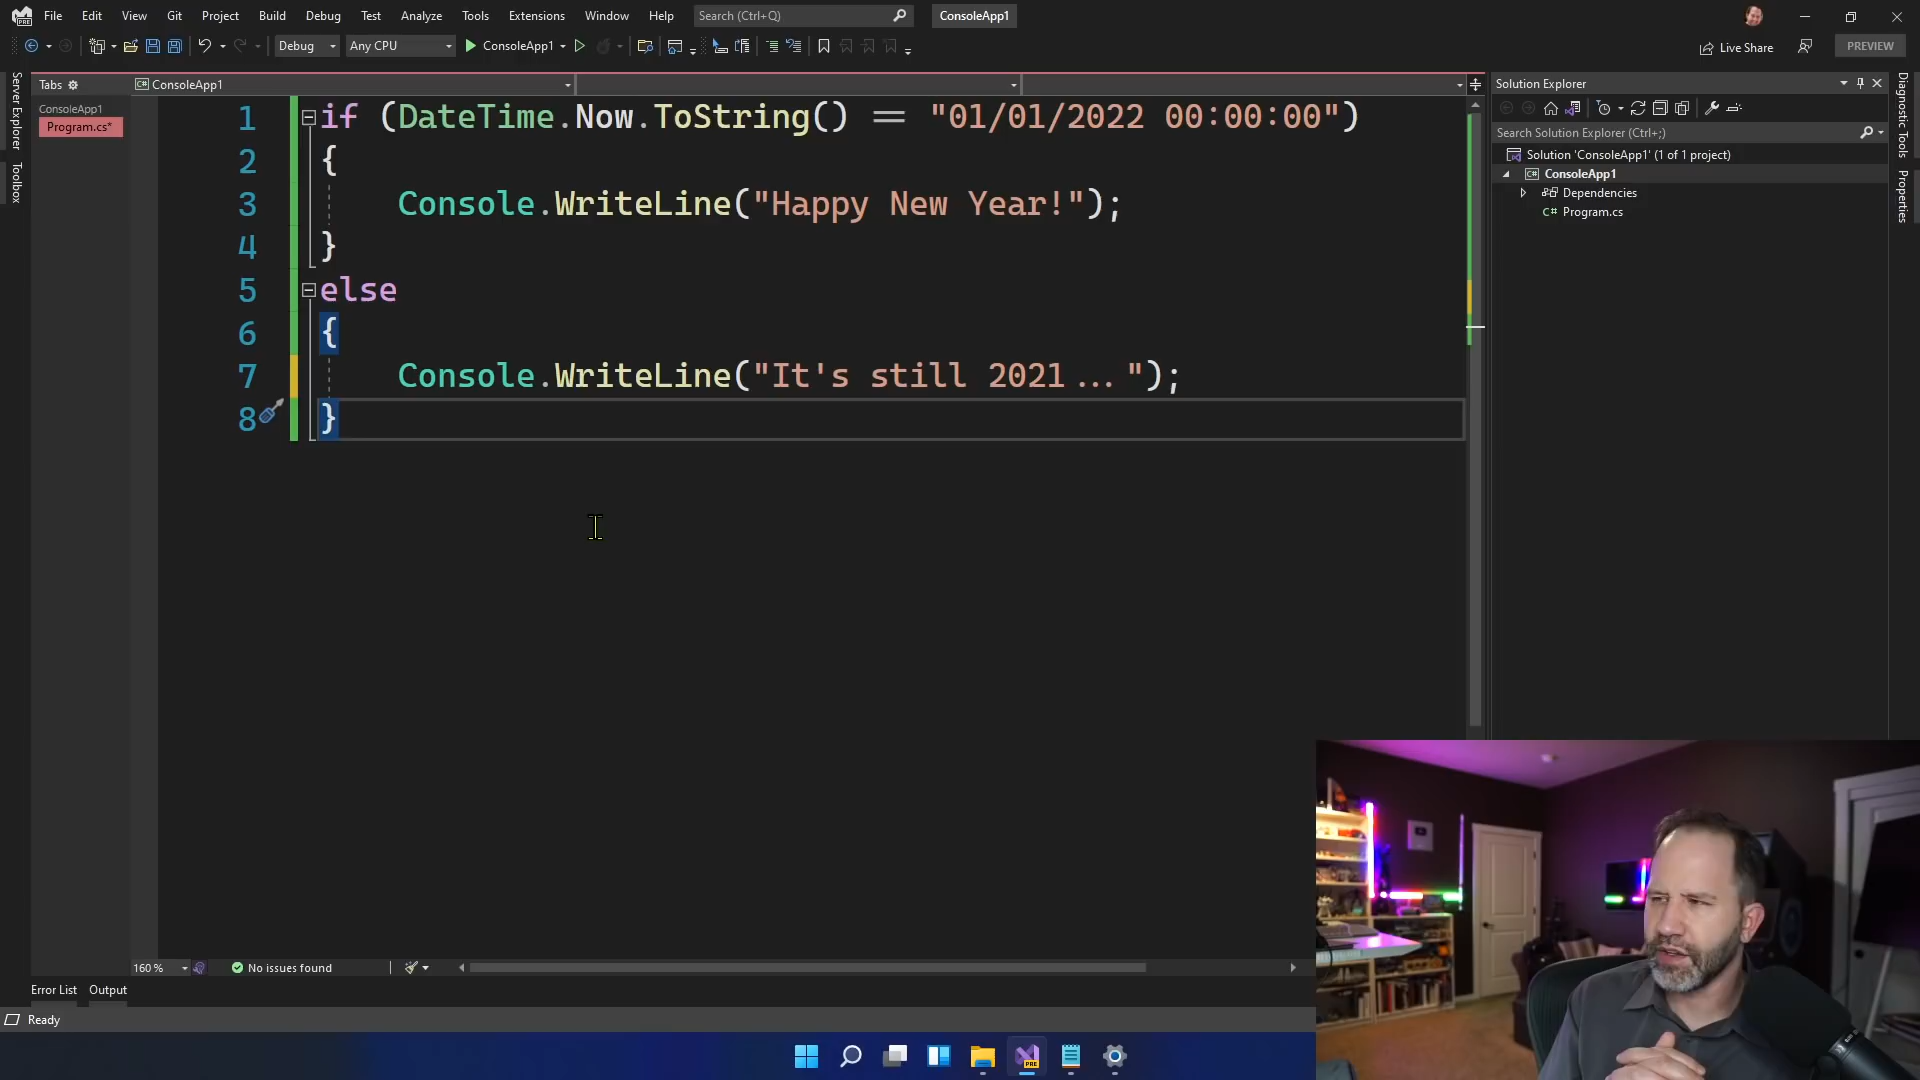 File Edit View Git Project Build Debug Test Analyze Tools Extensions Window Help Search (Ctrl+Q) ConsoleApp1
Debug Any CPU ConsoleApp1 Live Share PREVIEW
Server Explorer
Toolbox
Tabs
ConsoleApp1
Program.cs*
C# ConsoleApp1
1 if (DateTime.Now.ToString() == "01/01/2022 00:00:00")
2 {
3 Console.WriteLine("Happy New Year!");
4 }
5 else
6 {
7 Console.WriteLine("It's still 2021...");
8 }
Solution Explorer
Search Solution Explorer (Ctrl+;)
Solution 'ConsoleApp1' (1 of 1 project)
C# ConsoleApp1
Dependencies
C# Program.cs
Diagnostic Tools
Properties
160 % No issues found
Error List Output
Ready